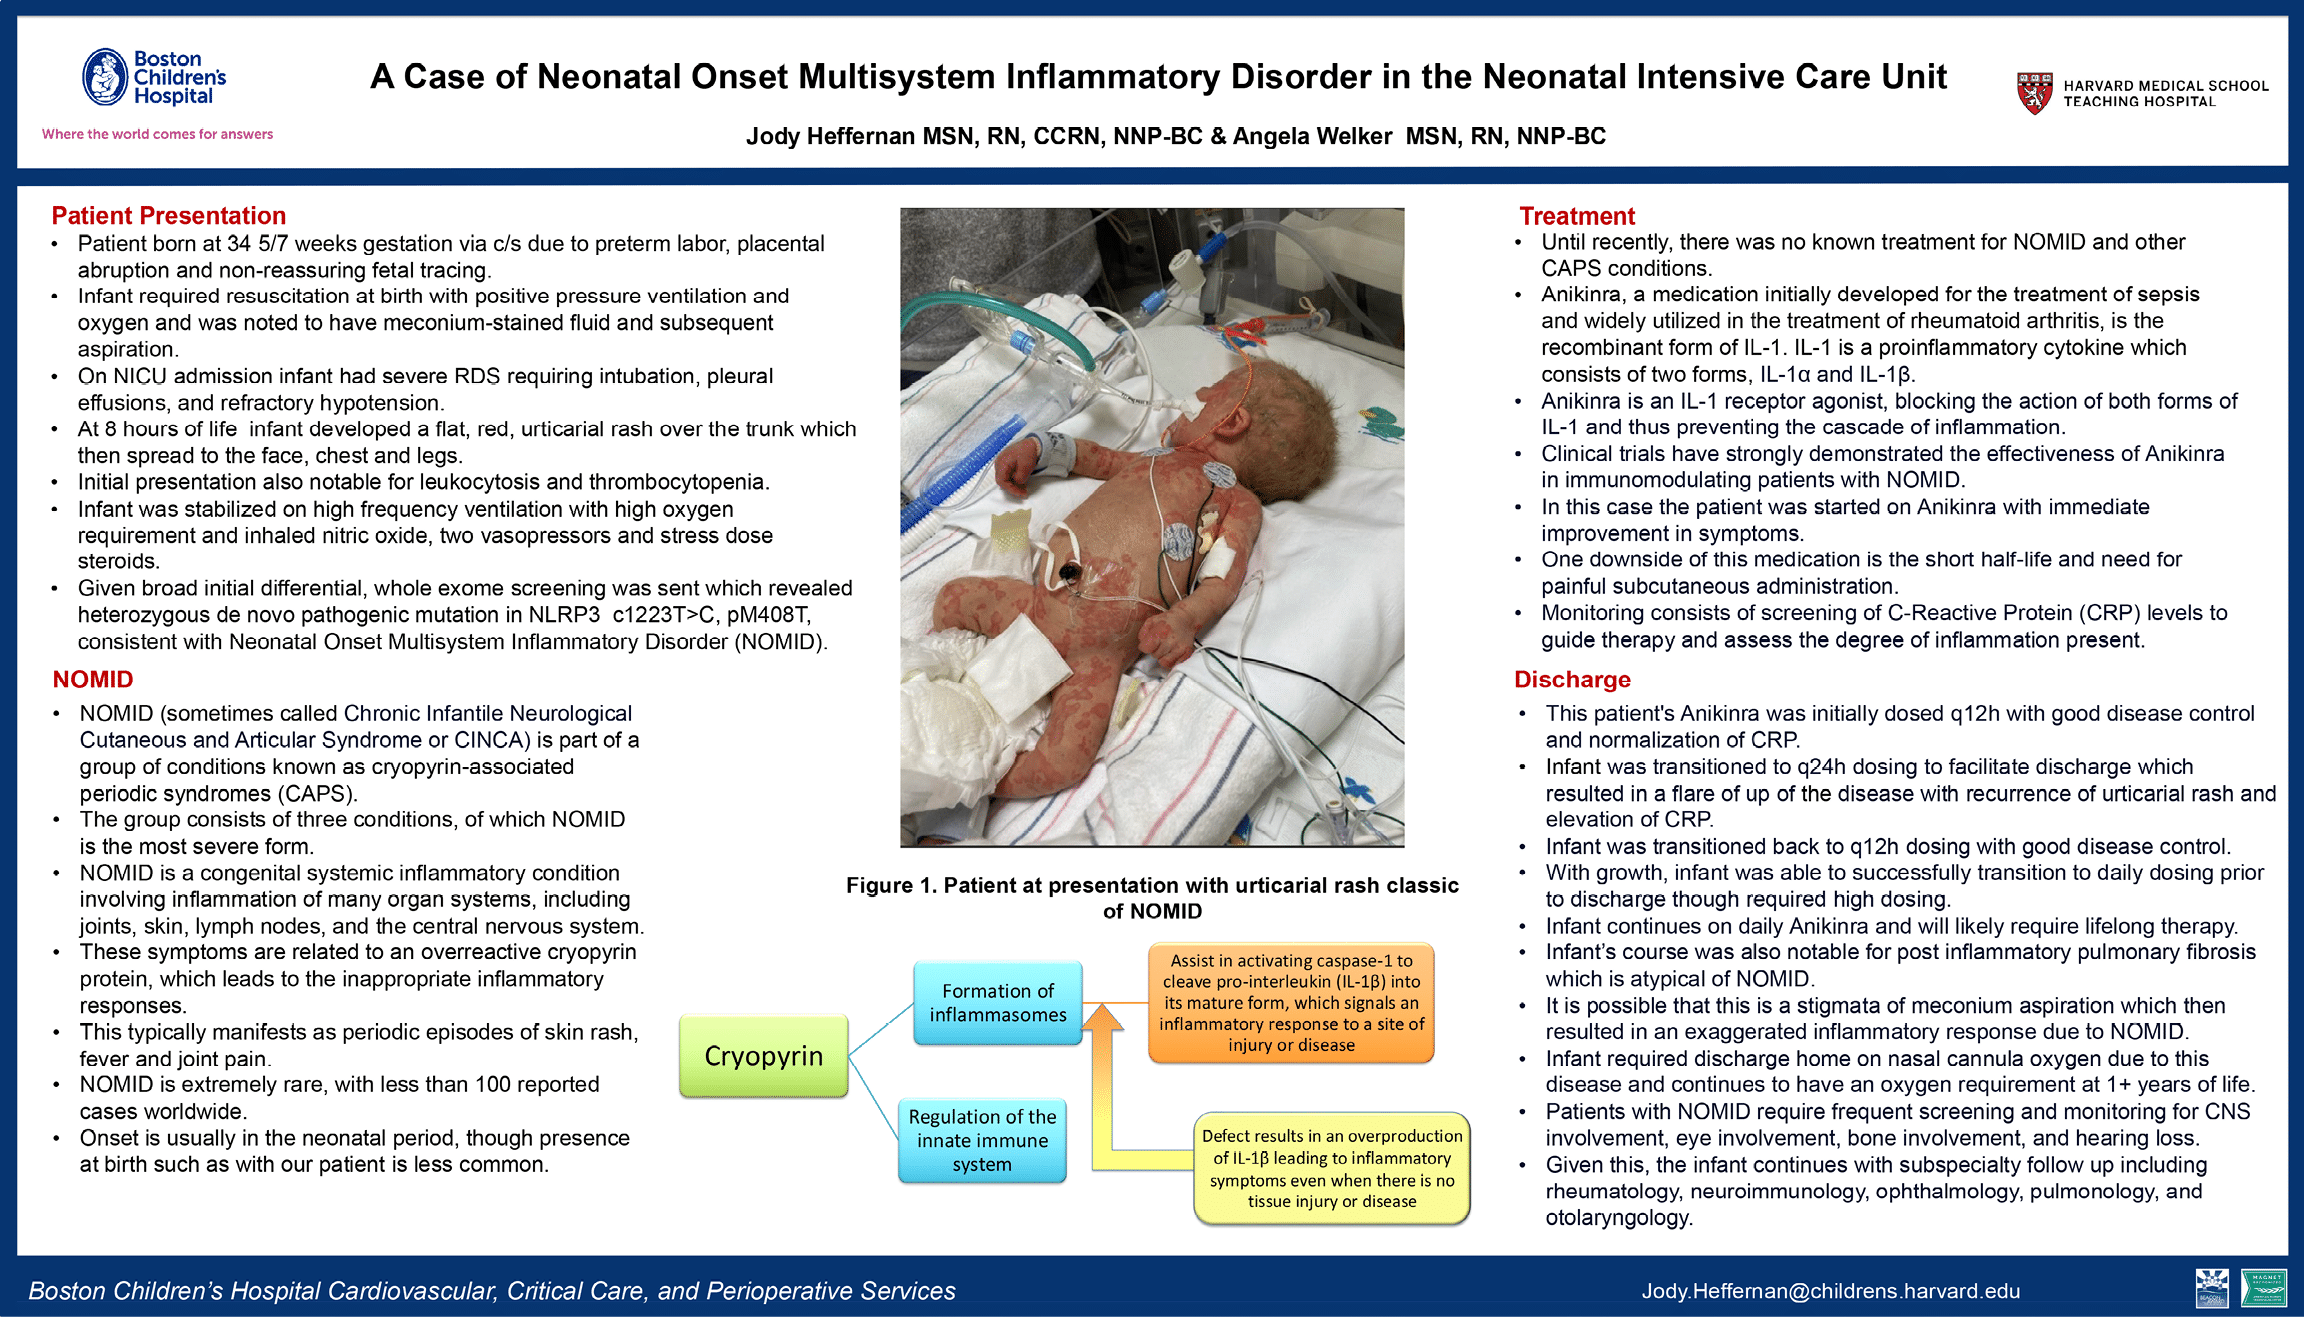 Boston
Children's
Hospital
Where the world comes for answers
A Case of Neonatal Onset Multisystem Inflammatory Disorder in the Neonatal Intensive Care Unit
Jody Heffernan MSN, RN, CCRN, NNP-BC & Angela Welker  MSN, RN, NNP-BC
HARVARD MEDICAL SCHOOL
TEACHING HOSPITAL
Patient Presentation
• Patient born at 34 5/7 weeks gestation via c/s due to preterm labor, placental
abruption and non-reassuring fetal tracing.
• Infant required resuscitation at birth with positive pressure ventilation and
oxygen and was noted to have meconium-stained fluid and subsequent
aspiration.
• On NICU admission infant had severe RDS requiring intubation, pleural
effusions, and refractory hypotension.
• At 8 hours of life  infant developed a flat, red, urticarial rash over the trunk which
then spread to the face, chest and legs.
• Initial presentation also notable for leukocytosis and thrombocytopenia.
• Infant was stabilized on high frequency ventilation with high oxygen
requirement and inhaled nitric oxide, two vasopressors and stress dose
steroids.
• Given broad initial differential, whole exome screening was sent which revealed
heterozygous de novo pathogenic mutation in NLRP3  c1223T>C, pM408T,
consistent with Neonatal Onset Multisystem Inflammatory Disorder (NOMID).
NOMID
• NOMID (sometimes called Chronic Infantile Neurological
Cutaneous and Articular Syndrome or CINCA) is part of a
group of conditions known as cryopyrin-associated
periodic syndromes (CAPS).
• The group consists of three conditions, of which NOMID
is the most severe form.
• NOMID is a congenital systemic inflammatory condition
involving inflammation of many organ systems, including
joints, skin, lymph nodes, and the central nervous system.
• These symptoms are related to an overreactive cryopyrin
protein, which leads to the inappropriate inflammatory
responses.
• This typically manifests as periodic episodes of skin rash,
fever and joint pain.
• NOMID is extremely rare, with less than 100 reported
cases worldwide.
• Onset is usually in the neonatal period, though presence
at birth such as with our patient is less common.
Figure 1. Patient at presentation with urticarial rash classic
of NOMID
Cryopyrin
Formation of
inflammasomes
Regulation of the
innate immune
system
Assist in activating caspase-1 to
cleave pro-interleukin (IL-1β) into
its mature form, which signals an
inflammatory response to a site of
injury or disease
Defect results in an overproduction
of IL-1β leading to inflammatory
symptoms even when there is no
tissue injury or disease
Treatment
• Until recently, there was no known treatment for NOMID and other
CAPS conditions.
• Anikinra, a medication initially developed for the treatment of sepsis
and widely utilized in the treatment of rheumatoid arthritis, is the
recombinant form of IL-1. IL-1 is a proinflammatory cytokine which
consists of two forms, IL-1α and IL-1β.
• Anikinra is an IL-1 receptor agonist, blocking the action of both forms of
IL-1 and thus preventing the cascade of inflammation.
• Clinical trials have strongly demonstrated the effectiveness of Anikinra
in immunomodulating patients with NOMID.
• In this case the patient was started on Anikinra with immediate
improvement in symptoms.
• One downside of this medication is the short half-life and need for
painful subcutaneous administration.
• Monitoring consists of screening of C-Reactive Protein (CRP) levels to
guide therapy and assess the degree of inflammation present.
Discharge
• This patient's Anikinra was initially dosed q12h with good disease control
and normalization of CRP.
• Infant was transitioned to q24h dosing to facilitate discharge which
resulted in a flare of up of the disease with recurrence of urticarial rash and
elevation of CRP.
• Infant was transitioned back to q12h dosing with good disease control.
• With growth, infant was able to successfully transition to daily dosing prior
to discharge though required high dosing.
• Infant continues on daily Anikinra and will likely require lifelong therapy.
• Infant's course was also notable for post inflammatory pulmonary fibrosis
which is atypical of NOMID.
• It is possible that this is a stigmata of meconium aspiration which then
resulted in an exaggerated inflammatory response due to NOMID.
• Infant required discharge home on nasal cannula oxygen due to this
disease and continues to have an oxygen requirement at 1+ years of life.
• Patients with NOMID require frequent screening and monitoring for CNS
involvement, eye involvement, bone involvement, and hearing loss.
• Given this, the infant continues with subspecialty follow up including
rheumatology, neuroimmunology, ophthalmology, pulmonology, and
otolaryngology.
Boston Children's Hospital Cardiovascular, Critical Care, and Perioperative Services
Jody.Heffernan@childrens.harvard.edu
BEACON
MAGNET
RECOGNIZED